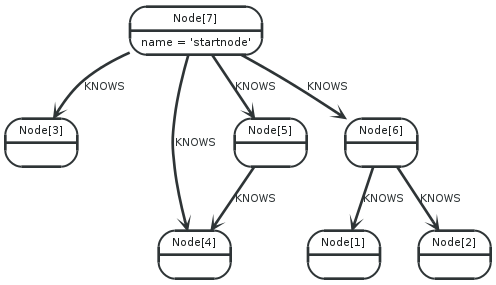 Node[7]
name = 'startnode'
KNOWS
KNOWS
KNOWS
Node[3]
Node[5]
Node[6]
KNOWS
KNOWS
KNOWS
KNOWS
Node[4]
Node[1]
Node[2]